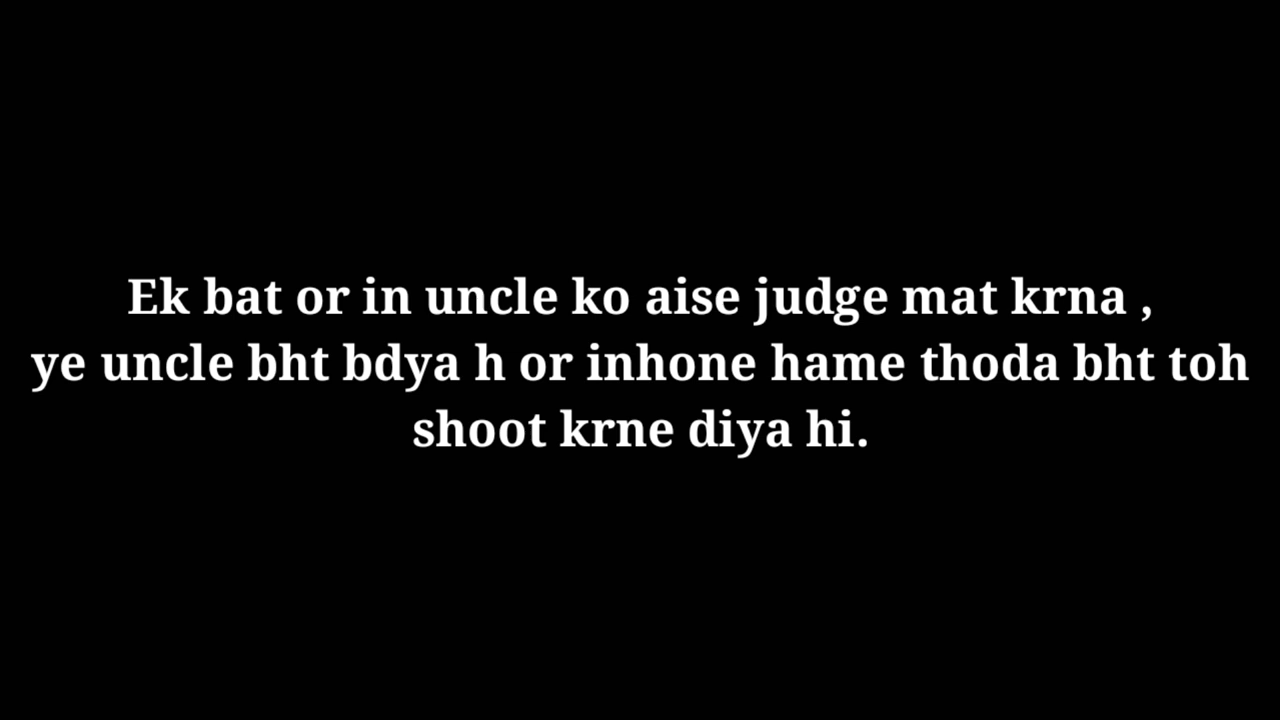 Ek bat or in uncle ko aise judge mat krna ,
ye uncle bht bdya h or inhone hame thoda bht toh
shoot krne diya hi.